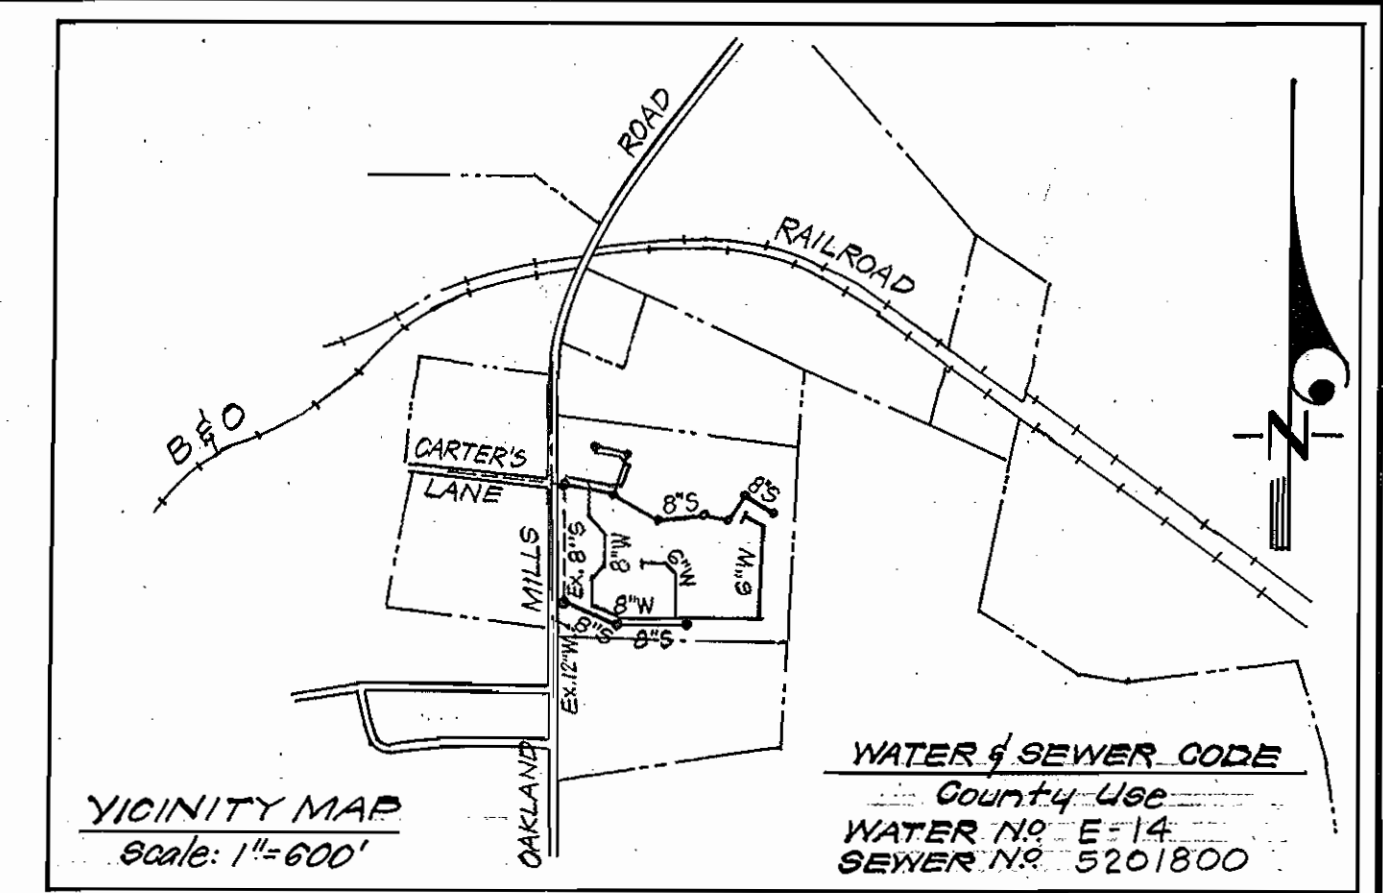 ROAD
RAILROAD
B & O
CARTER'S
LANE
8"S
8"S
Ex. 8"S
8"W
6"W
6"W
MILLS
8"W
8"S
8"S
Ex.12"W
OAKLAND
N
VICINITY MAP
Scale: 1"=600'
WATER & SEWER CODE
County Use
WATER No. E-14
SEWER No. 5201800